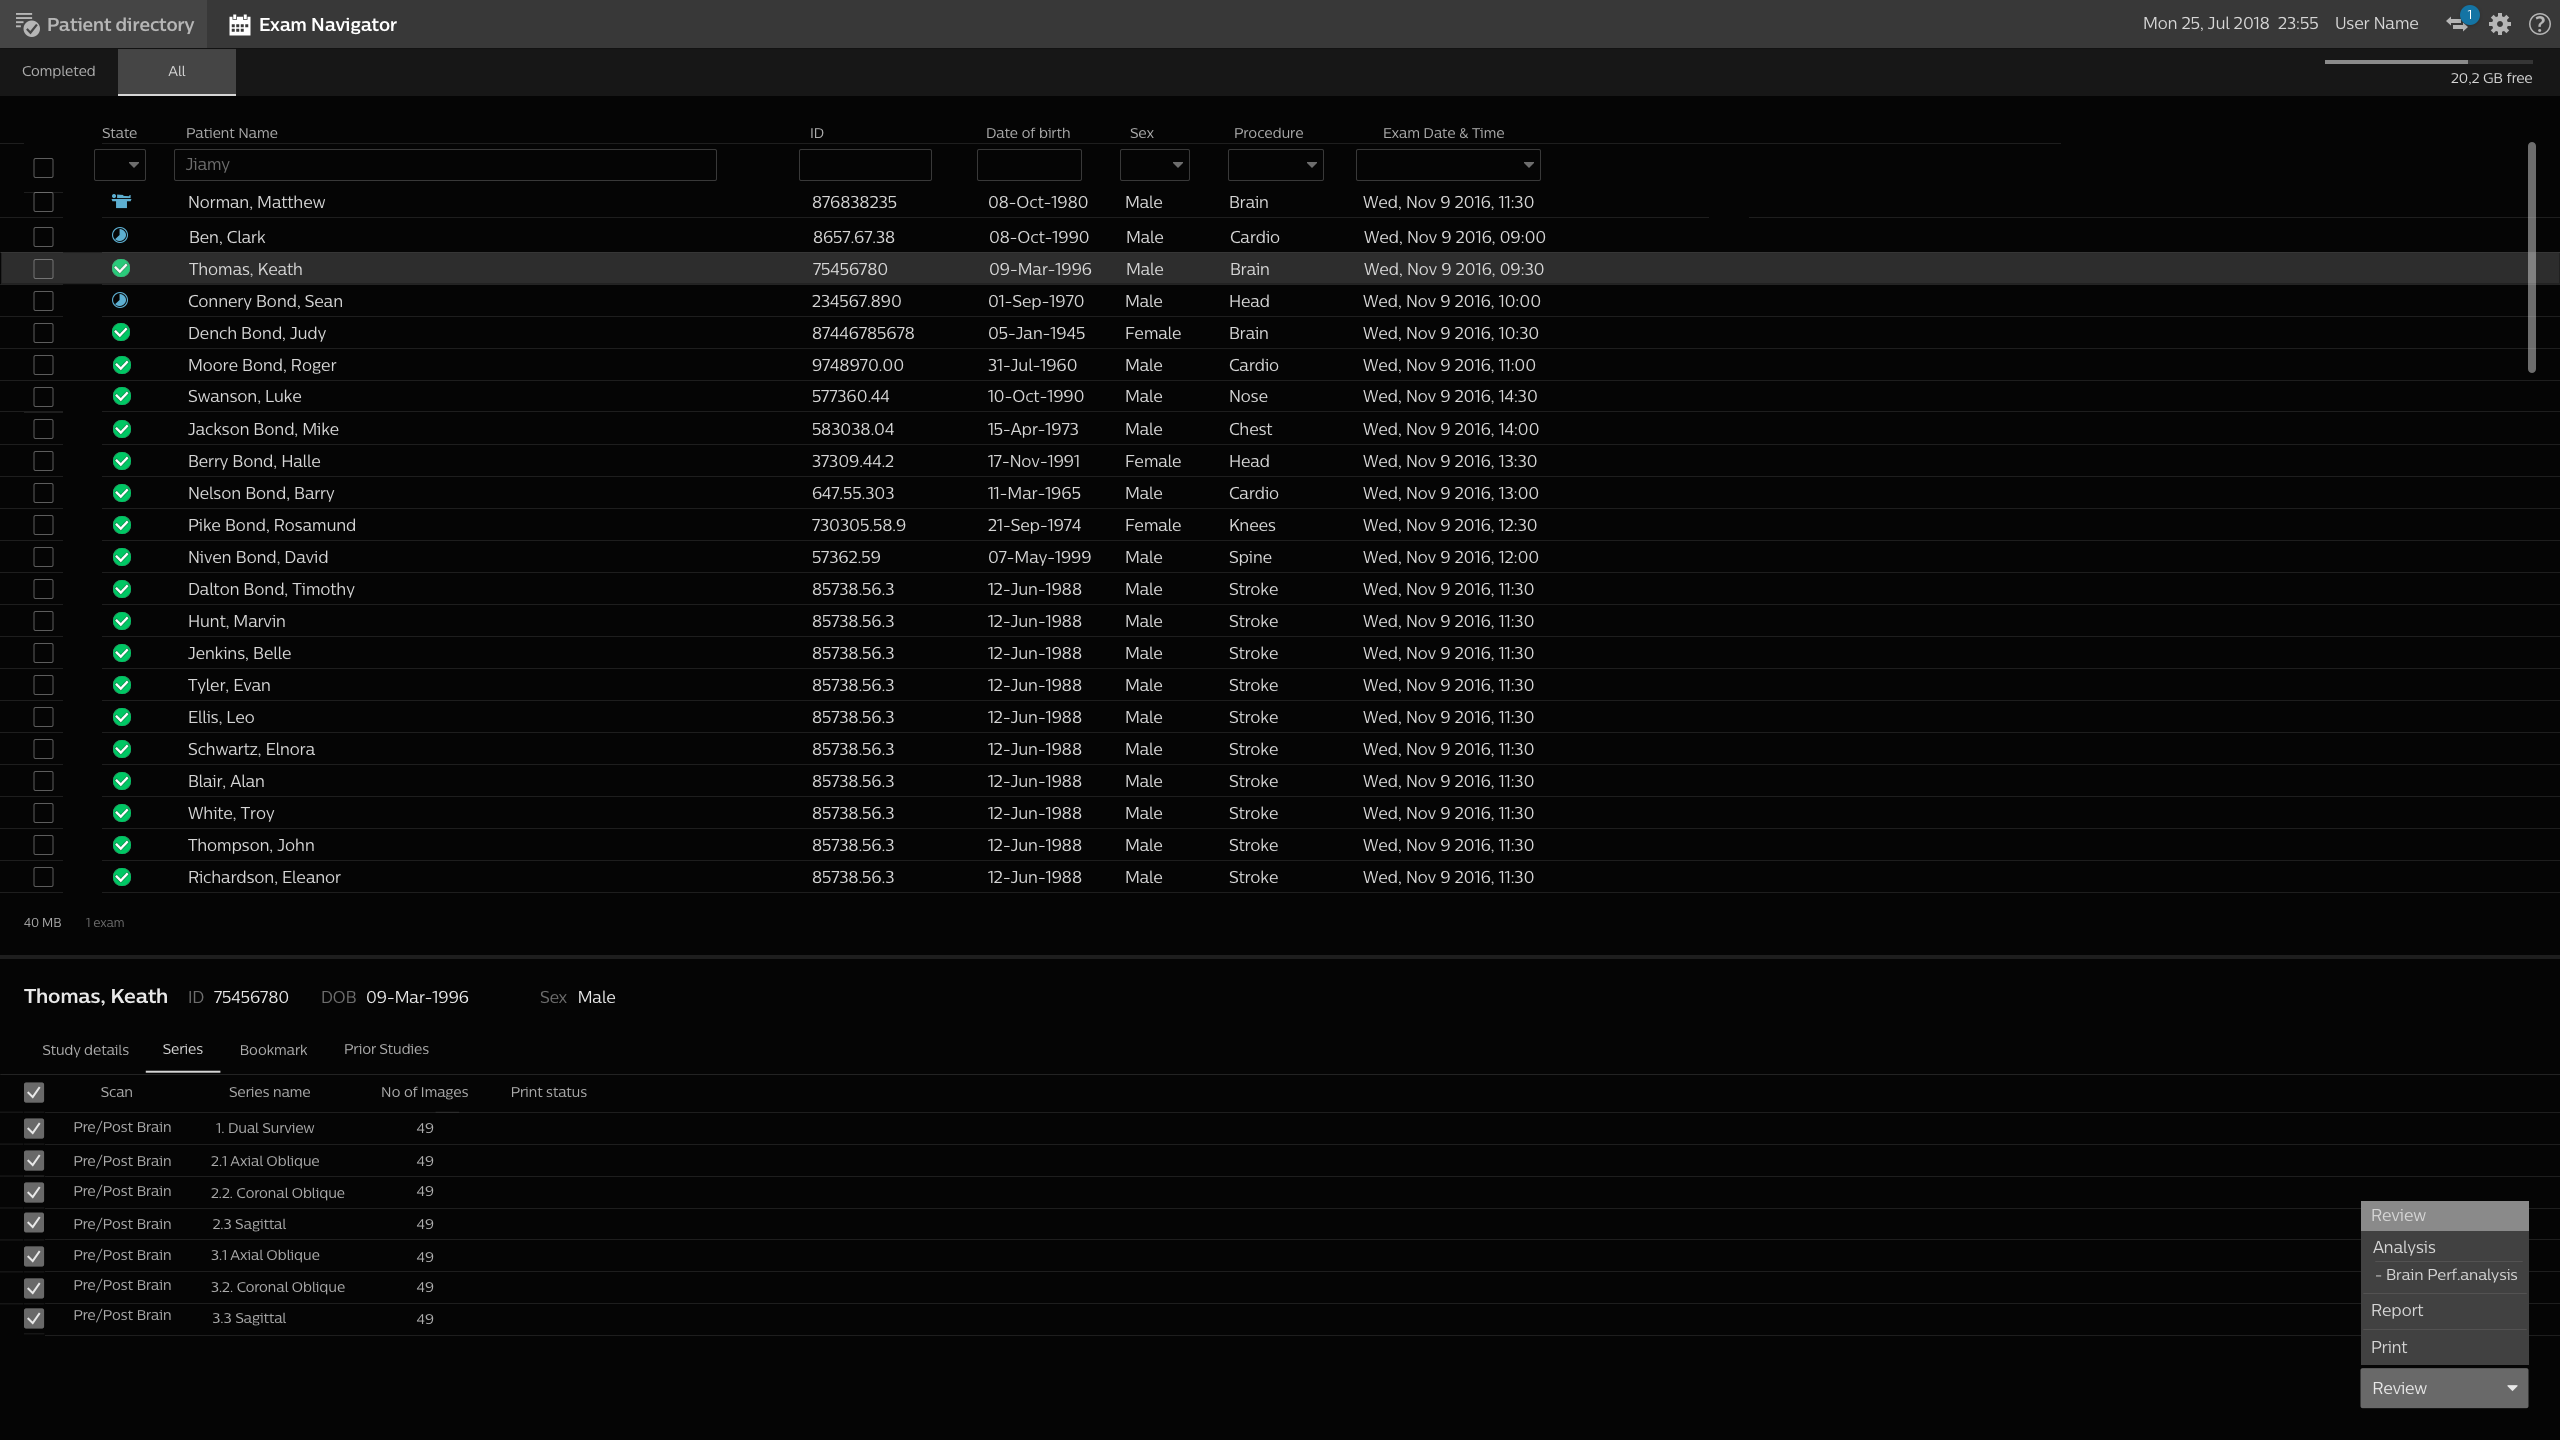 Patient directory Exam Navigator Mon 25, Jul 2018 23:55 User Name 1 ?
Completed All
20,2 GB free
State Patient Name ID Date of birth Sex Procedure Exam Date & Time
Jiamy
Norman, Matthew 876838235 08-Oct-1980 Male Brain Wed, Nov 9 2016, 11:30
Ben, Clark 8657.67.38 08-Oct-1990 Male Cardio Wed, Nov 9 2016, 09:00
Thomas, Keath 75456780 09-Mar-1996 Male Brain Wed, Nov 9 2016, 09:30
Connery Bond, Sean 234567.890 01-Sep-1970 Male Head Wed, Nov 9 2016, 10:00
Dench Bond, Judy 87446785678 05-Jan-1945 Female Brain Wed, Nov 9 2016, 10:30
Moore Bond, Roger 9748970.00 31-Jul-1960 Male Cardio Wed, Nov 9 2016, 11:00
Swanson, Luke 577360.44 10-Oct-1990 Male Nose Wed, Nov 9 2016, 14:30
Jackson Bond, Mike 583038.04 15-Apr-1973 Male Chest Wed, Nov 9 2016, 14:00
Berry Bond, Halle 37309.44.2 17-Nov-1991 Female Head Wed, Nov 9 2016, 13:30
Nelson Bond, Barry 647.55.303 11-Mar-1965 Male Cardio Wed, Nov 9 2016, 13:00
Pike Bond, Rosamund 730305.58.9 21-Sep-1974 Female Knees Wed, Nov 9 2016, 12:30
Niven Bond, David 57362.59 07-May-1999 Male Spine Wed, Nov 9 2016, 12:00
Dalton Bond, Timothy 85738.56.3 12-Jun-1988 Male Stroke Wed, Nov 9 2016, 11:30
Hunt, Marvin 85738.56.3 12-Jun-1988 Male Stroke Wed, Nov 9 2016, 11:30
Jenkins, Belle 85738.56.3 12-Jun-1988 Male Stroke Wed, Nov 9 2016, 11:30
Tyler, Evan 85738.56.3 12-Jun-1988 Male Stroke Wed, Nov 9 2016, 11:30
Ellis, Leo 85738.56.3 12-Jun-1988 Male Stroke Wed, Nov 9 2016, 11:30
Schwartz, Elnora 85738.56.3 12-Jun-1988 Male Stroke Wed, Nov 9 2016, 11:30
Blair, Alan 85738.56.3 12-Jun-1988 Male Stroke Wed, Nov 9 2016, 11:30
White, Troy 85738.56.3 12-Jun-1988 Male Stroke Wed, Nov 9 2016, 11:30
Thompson, John 85738.56.3 12-Jun-1988 Male Stroke Wed, Nov 9 2016, 11:30
Richardson, Eleanor 85738.56.3 12-Jun-1988 Male Stroke Wed, Nov 9 2016, 11:30
40 MB 1 exam
Thomas, Keath ID 75456780 DOB 09-Mar-1996 Sex Male
Study details Series Bookmark Prior Studies
Scan Series name No of Images Print status
Pre/Post Brain 1. Dual Surview 49
Pre/Post Brain 2.1 Axial Oblique 49
Pre/Post Brain 2.2. Coronal Oblique 49
Pre/Post Brain 2.3 Sagittal 49
Pre/Post Brain 3.1 Axial Oblique 49
Pre/Post Brain 3.2. Coronal Oblique 49
Pre/Post Brain 3.3 Sagittal 49
Review
Analysis
- Brain Perf.analysis
Report
Print
Review